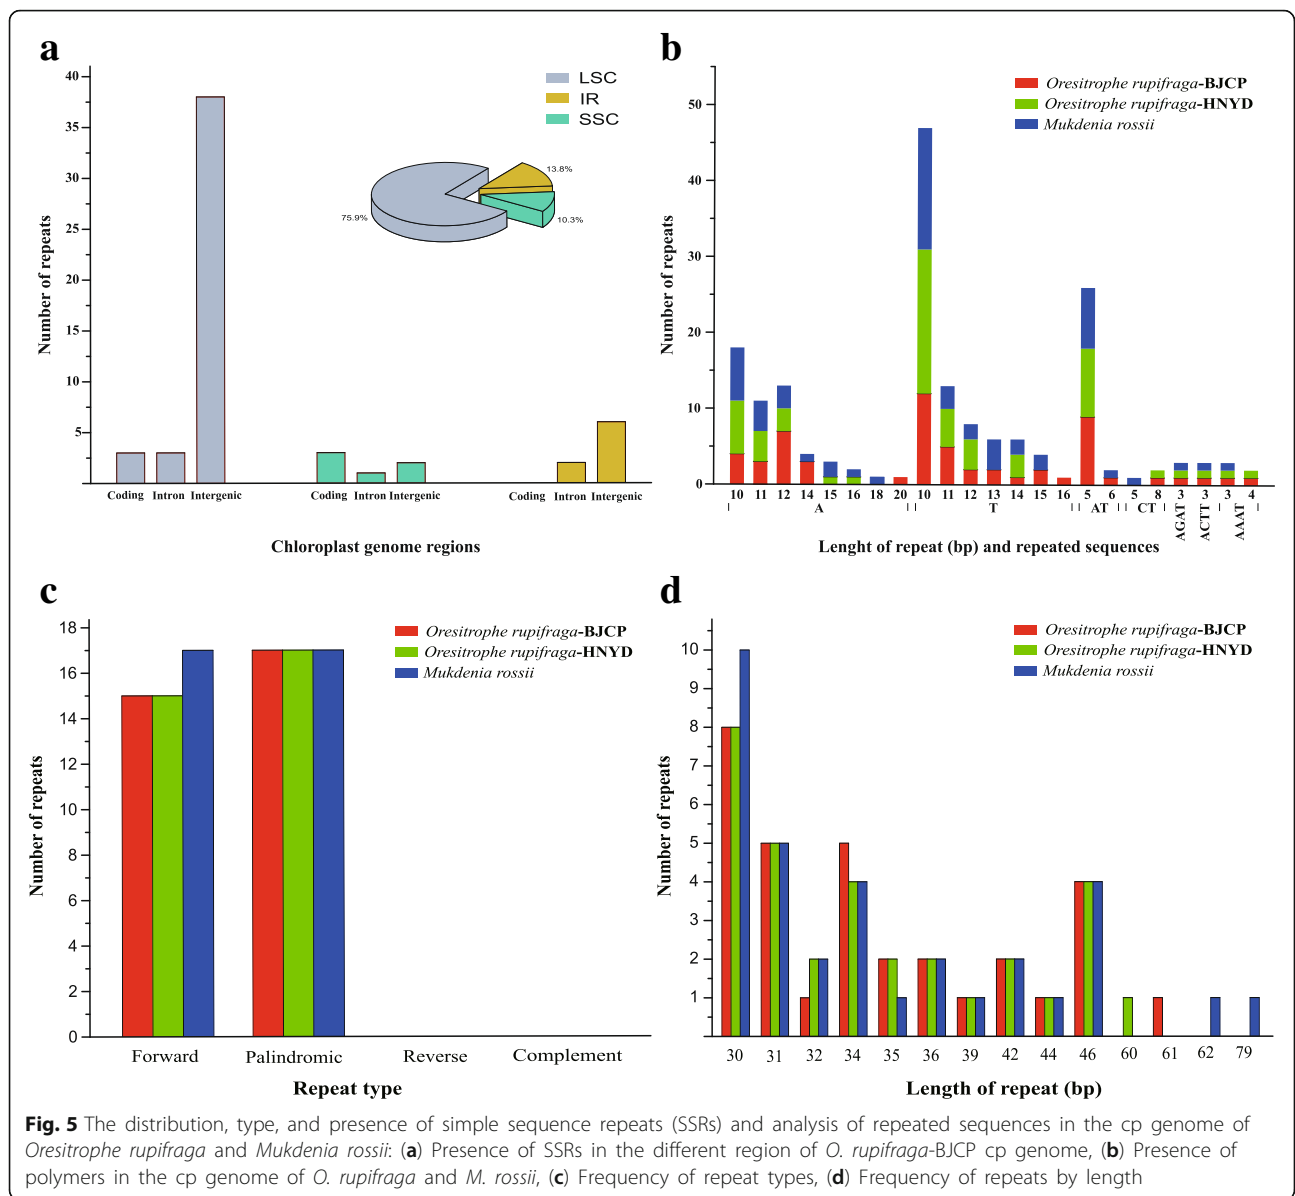 a
Number of repeats
40
35
30
25
20
15
10
5
LSC
IR
SSC
75.9%
13.8%
10.3%
Coding Intron Intergenic
Coding Intron Intergenic
Coding Intron Intergenic
Chloroplast genome regions
b
Number of repeats
50
40
30
20
10
0
Oresitrophe rupifraga-BJCP
Oresitrophe rupifraga-HNYD
Mukdenia rossii
10 11 12 14 15 16 18 20 10 11 12 13 14 15 16 5 6 5 8 3 3 3 4
A T AT CT AGAT ACTT AAAT
Lenght of repeat (bp) and repeated sequences
c
Number of repeats
18
16
14
12
10
8
6
4
2
0
Oresitrophe rupifraga-BJCP
Oresitrophe rupifraga-HNYD
Mukdenia rossii
Forward Palindromic Reverse Complement
Repeat type
d
Number of repeats
10
9
8
7
6
5
4
3
2
1
Oresitrophe rupifraga-BJCP
Oresitrophe rupifraga-HNYD
Mukdenia rossii
30 31 32 34 35 36 39 42 44 46 60 61 62 79
Length of repeat (bp)
Fig. 5 The distribution, type, and presence of simple sequence repeats (SSRs) and analysis of repeated sequences in the cp genome of
Oresitrophe rupifraga and Mukdenia rossii: (a) Presence of SSRs in the different region of O. rupifraga-BJCP cp genome, (b) Presence of
polymers in the cp genome of O. rupifraga and M. rossii, (c) Frequency of repeat types, (d) Frequency of repeats by length